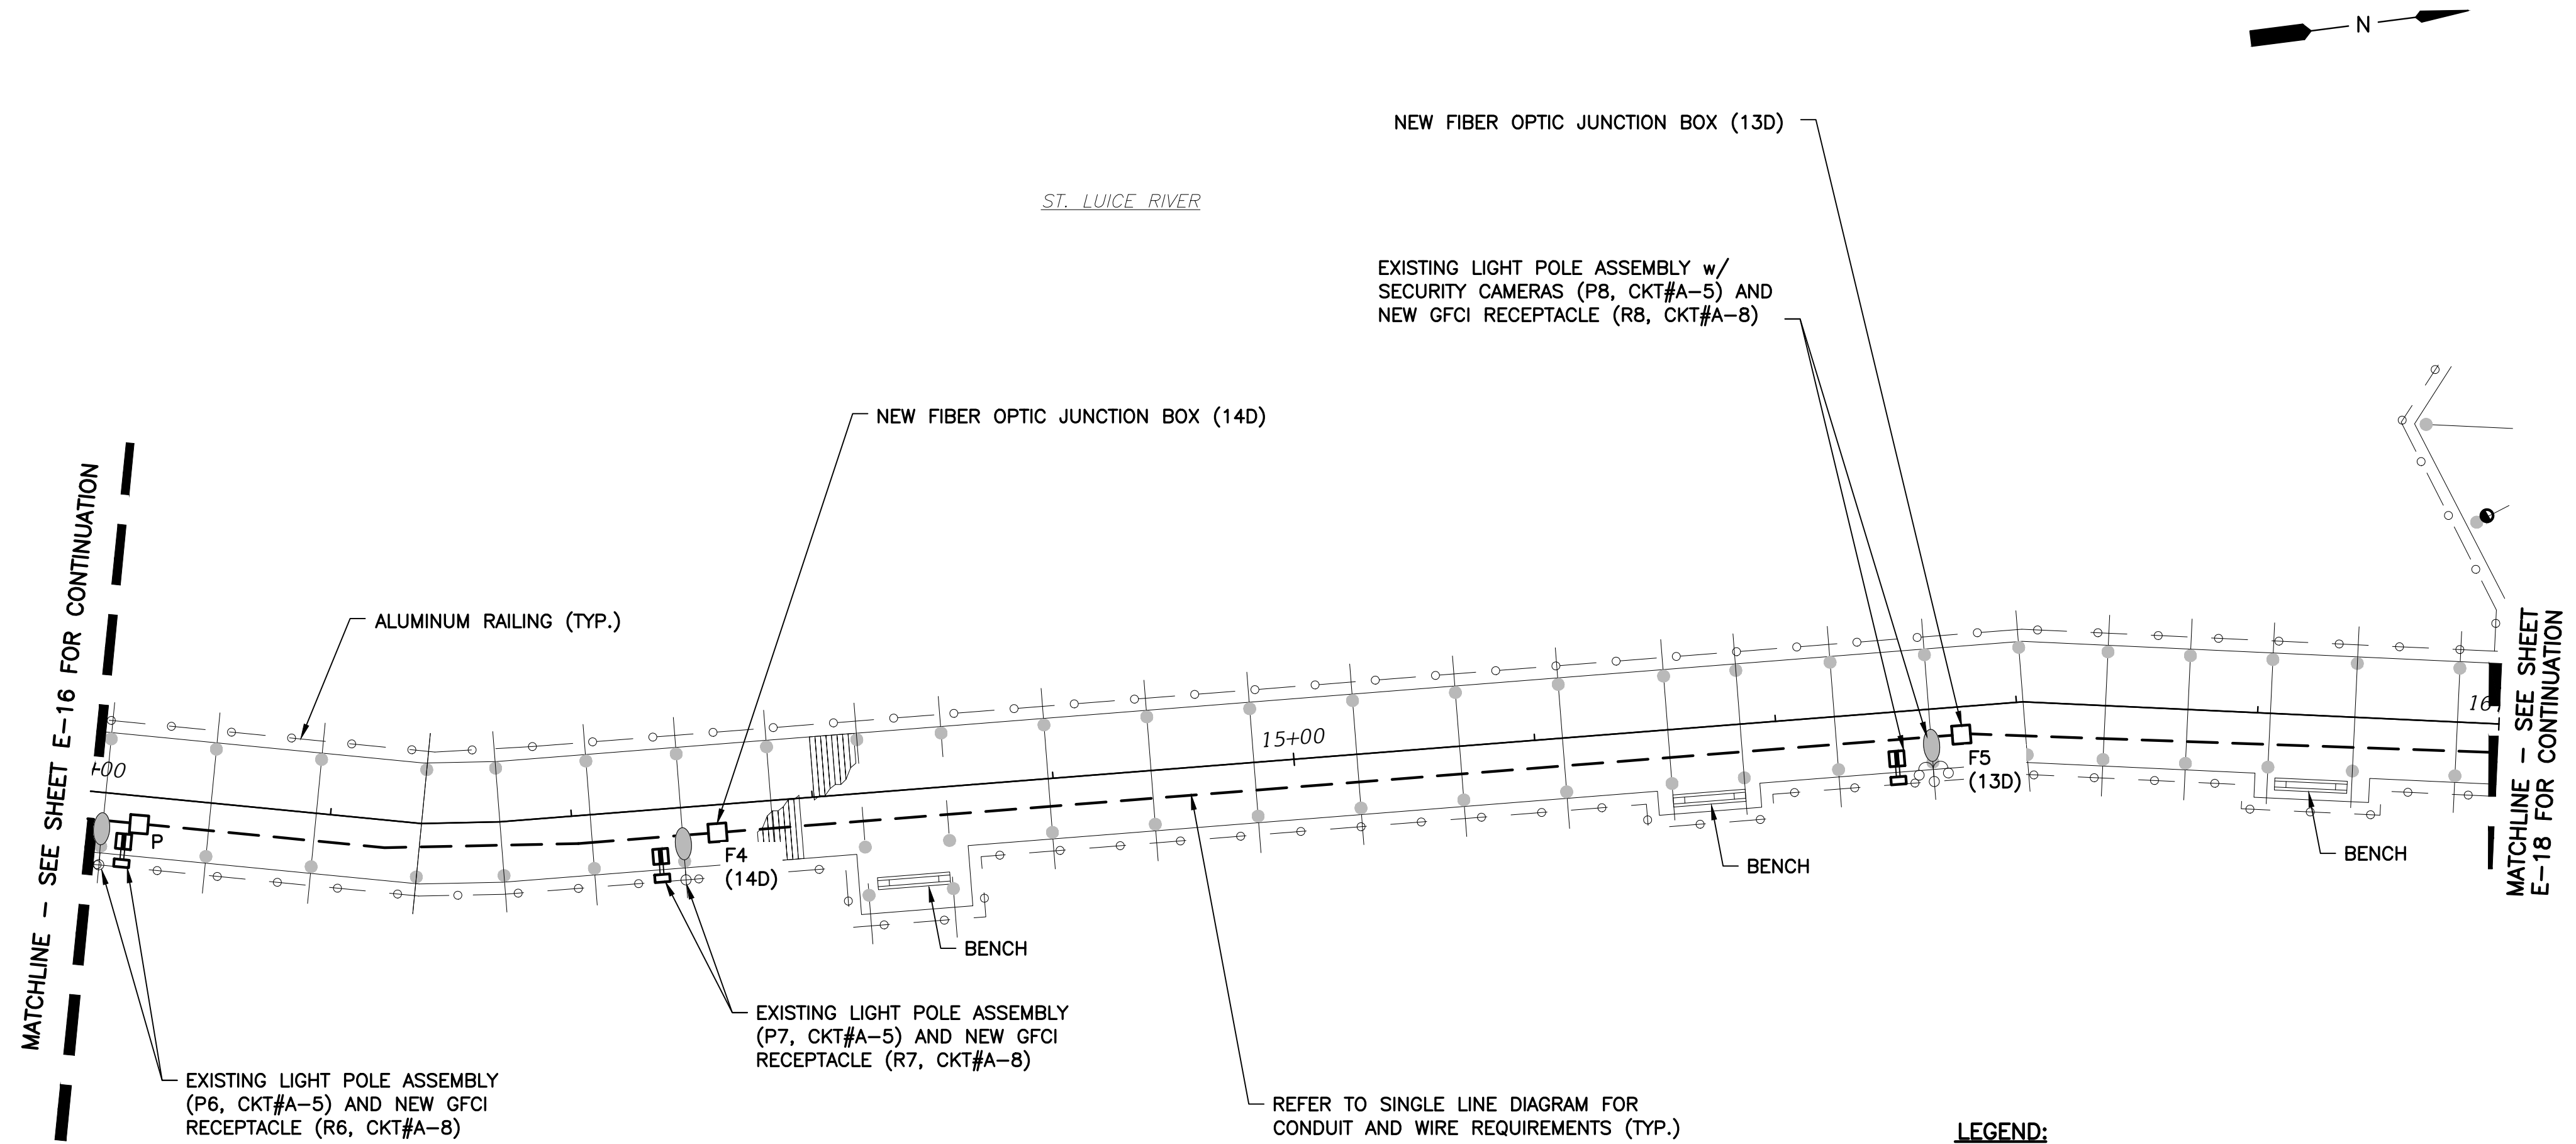 N
NEW FIBER OPTIC JUNCTION BOX (13D)
ST. LUICE RIVER
EXISTING LIGHT POLE ASSEMBLY w/
SECURITY CAMERAS (P8, CKT#A-5) AND
NEW GFCI RECEPTACLE (R8, CKT#A-8)
NEW FIBER OPTIC JUNCTION BOX (14D)
MATCHLINE - SEE SHEET E-16 FOR CONTINUATION
ALUMINUM RAILING (TYP.)
MATCHLINE - SEE SHEET
E-18 FOR CONTINUATION
+00
15+00
16
P
F4
(14D)
F5
(13D)
BENCH
BENCH
BENCH
EXISTING LIGHT POLE ASSEMBLY
(P7, CKT#A-5) AND NEW GFCI
RECEPTACLE (R7, CKT#A-8)
EXISTING LIGHT POLE ASSEMBLY
(P6, CKT#A-5) AND NEW GFCI
RECEPTACLE (R6, CKT#A-8)
REFER TO SINGLE LINE DIAGRAM FOR
CONDUIT AND WIRE REQUIREMENTS (TYP.)
LEGEND: